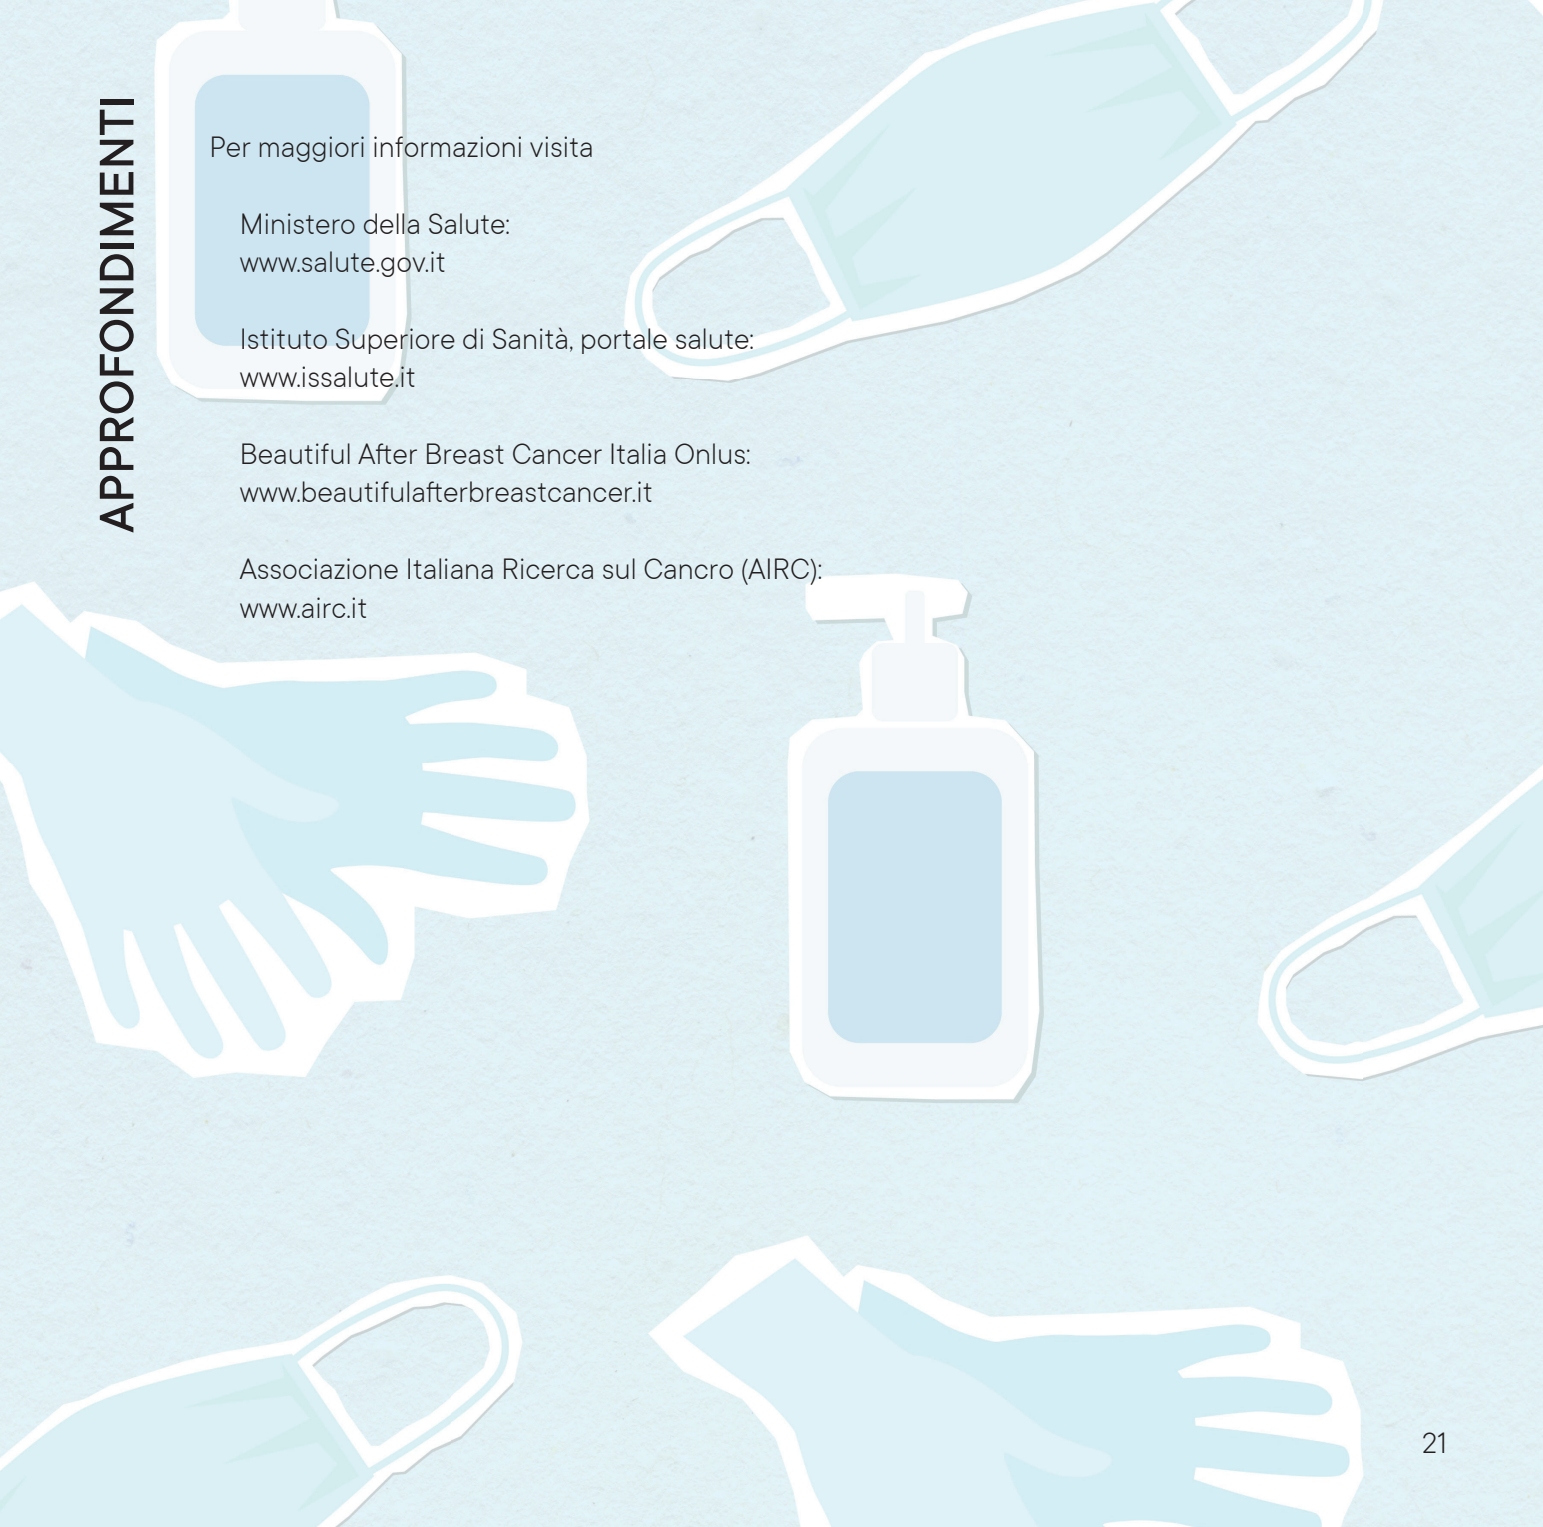 APPROFONDIMENTI
Per maggiori informazioni visita
Ministero della Salute:
www.salute.gov.it
Istituto Superiore di Sanità, portale salute:
www.issalute.it
Beautiful After Breast Cancer Italia Onlus:
www.beautifulafterbreastcancer.it
Associazione Italiana Ricerca sul Cancro (AIRC):
www.airc.it
21